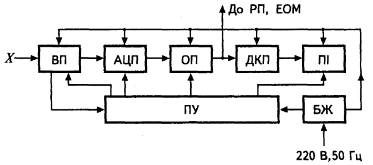 До РП, ЕОМ
X
ВП
АЦП
ОП
ДКП
ПІ
ПУ
БЖ
220 В,50 Гц